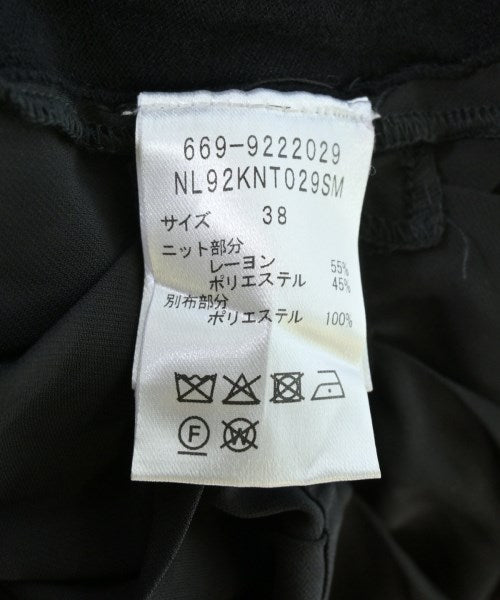 669-9222029
NL92KNT029SM
サイズ 38
ニット部分
レーヨン 55%
ポリエステル 45%
別布部分
ポリエステル 100%
F W